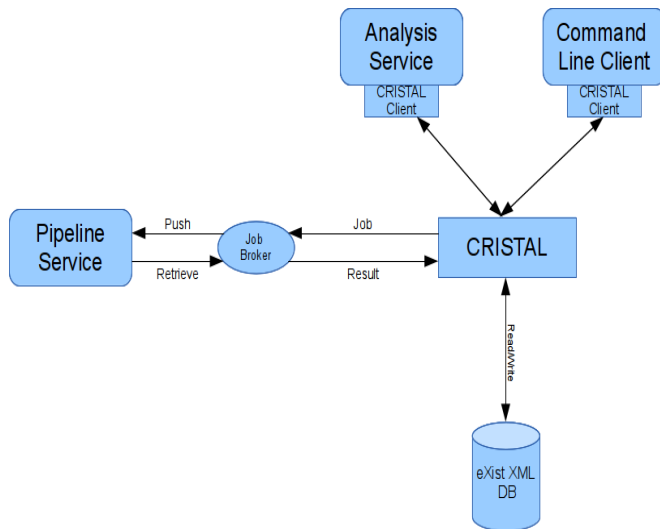 Analysis
Service
CRISTAL
Client
Command
Line Client
CRISTAL
Client
Pipeline
Service
Push
Retrieve
Job
Broker
Job
Result
CRISTAL
Read/Write
eXist XML
DB